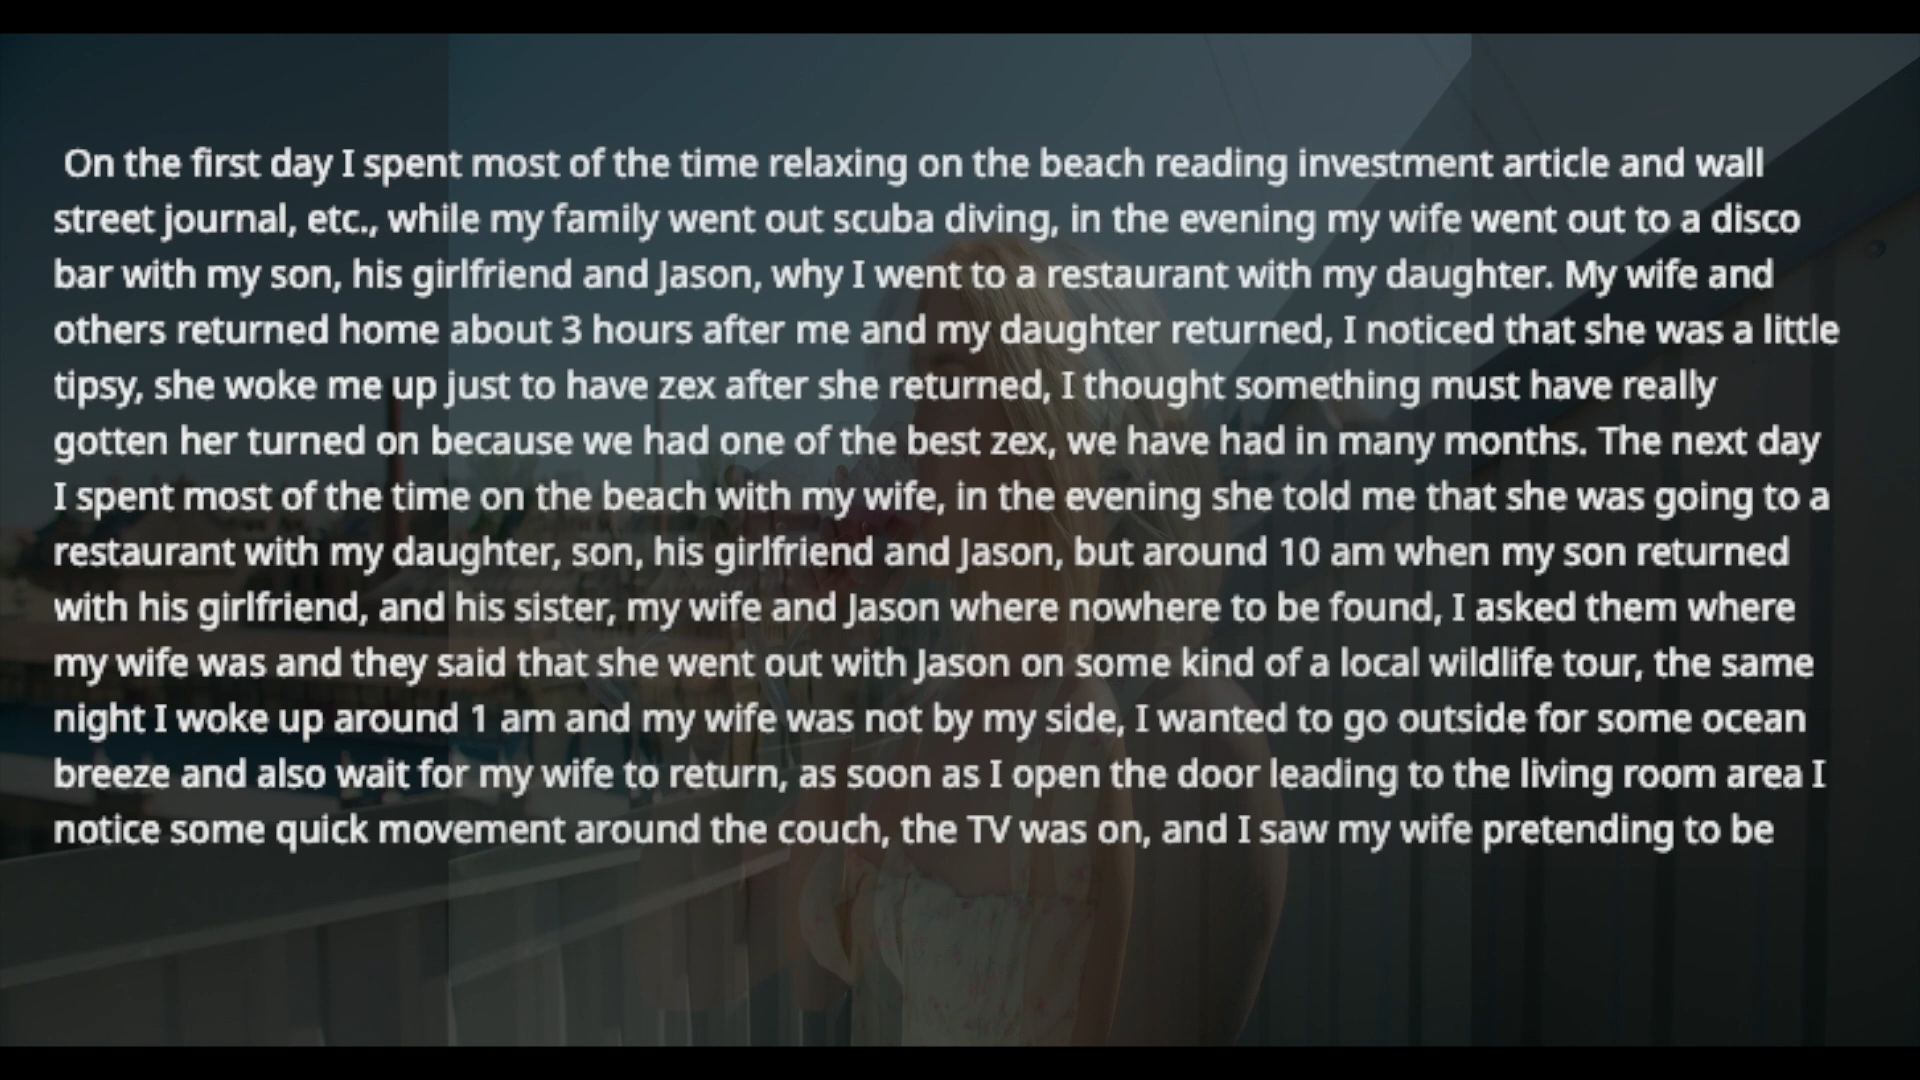 On the first day I spent most of the time relaxing on the beach reading investment article and wall
street journal, etc., while my family went out scuba diving, in the evening my wife went out to a disco
bar with my son, his girlfriend and Jason, why I went to a restaurant with my daughter. My wife and
others returned home about 3 hours after me and my daughter returned, I noticed that she was a little
tipsy, she woke me up just to have zex after she returned, I thought something must have really
gotten her turned on because we had one of the best zex, we have had in many months. The next day
I spent most of the time on the beach with my wife, in the evening she told me that she was going to a
restaurant with my daughter, son, his girlfriend and Jason, but around 10 am when my son returned
with his girlfriend, and his sister, my wife and Jason where nowhere to be found, I asked them where
my wife was and they said that she went out with Jason on some kind of a local wildlife tour, the same
night I woke up around 1 am and my wife was not by my side, I wanted to go outside for some ocean
breeze and also wait for my wife to return, as soon as I open the door leading to the living room area I
notice some quick movement around the couch, the TV was on, and I saw my wife pretending to be